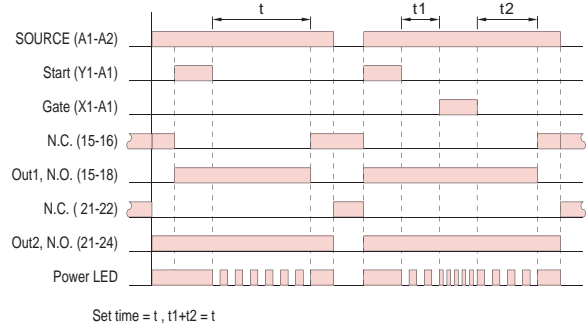 t
t1
t2
SOURCE (A1-A2)
Start (Y1-A1)
Gate (X1-A1)
N.C. (15-16)
Out1, N.O. (15-18)
N.C. ( 21-22)
Out2, N.O. (21-24)
Power LED
Set time = t , t1+t2 = t